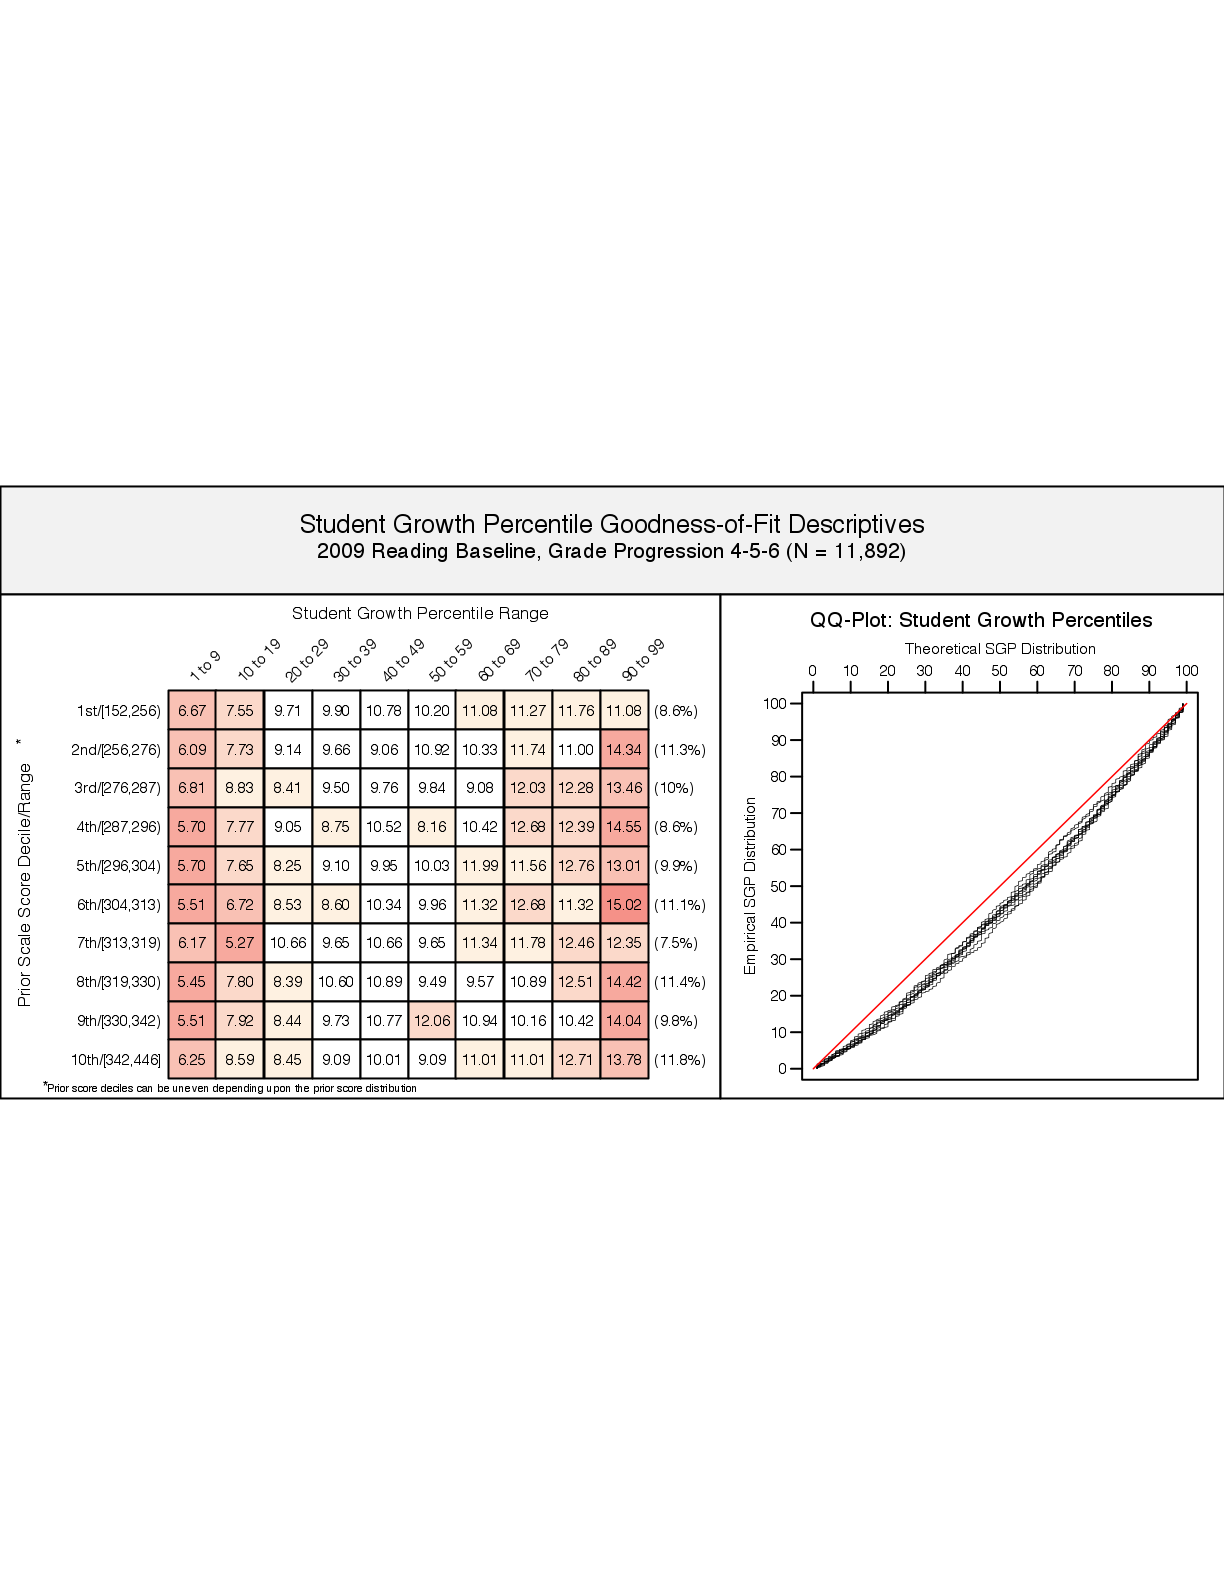 Student Growth Percentile Goodness-of-Fit Descriptives
2009 Reading Baseline, Grade Progression 4-5-6 (N = 11,892)
Student Growth Percentile Range
1 to 9 10 to 19 20 to 29 30 to 39 40 to 49 50 to 59 60 to 69 70 to 79 80 to 89 90 to 99
Prior Scale Score Decile/Range *
1st/[152,256) 6.67 7.55 9.71 9.90 10.78 10.20 11.08 11.27 11.76 11.08 (8.6%)
2nd/[256,276) 6.09 7.73 9.14 9.66 9.06 10.92 10.33 11.74 11.00 14.34 (11.3%)
3rd/[276,287) 6.81 8.83 8.41 9.50 9.76 9.84 9.08 12.03 12.28 13.46 (10%)
4th/[287,296) 5.70 7.77 9.05 8.75 10.52 8.16 10.42 12.68 12.39 14.55 (8.6%)
5th/[296,304) 5.70 7.65 8.25 9.10 9.95 10.03 11.99 11.56 12.76 13.01 (9.9%)
6th/[304,313) 5.51 6.72 8.53 8.60 10.34 9.96 11.32 12.68 11.32 15.02 (11.1%)
7th/[313,319) 6.17 5.27 10.66 9.65 10.66 9.65 11.34 11.78 12.46 12.35 (7.5%)
8th/[319,330) 5.45 7.80 8.39 10.60 10.89 9.49 9.57 10.89 12.51 14.42 (11.4%)
9th/[330,342) 5.51 7.92 8.44 9.73 10.77 12.06 10.94 10.16 10.42 14.04 (9.8%)
10th/[342,446] 6.25 8.59 8.45 9.09 10.01 9.09 11.01 11.01 12.71 13.78 (11.8%)
*Prior score deciles can be uneven depending upon the prior score distribution
QQ-Plot: Student Growth Percentiles
Theoretical SGP Distribution
0 10 20 30 40 50 60 70 80 90 100
Empirical SGP Distribution
100
90
80
70
60
50
40
30
20
10
0